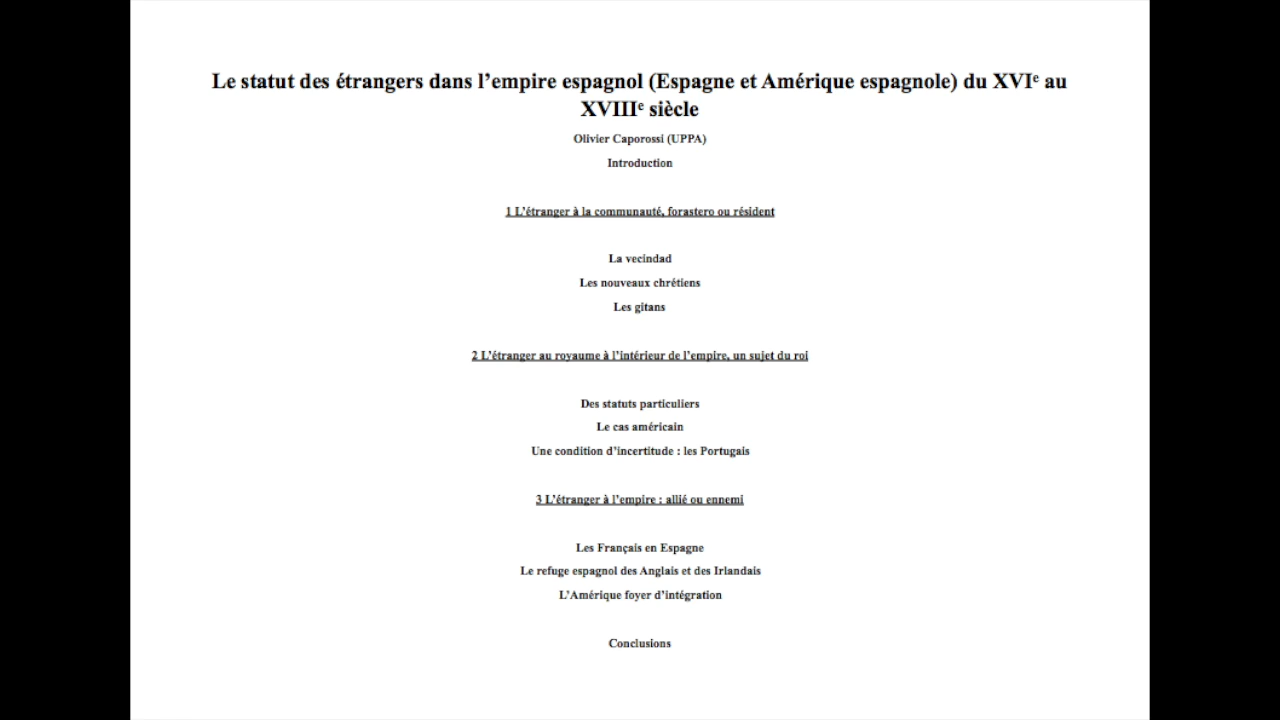 Le statut des étrangers dans l’empire espagnol (Espagne et Amérique espagnole) du XVIᵉ au
XVIIIᵉ siècle
Olivier Caporossi (UPPA)
Introduction
1 L’étranger à la communauté, forastero ou résident
La vecindad
Les nouveaux chrétiens
Les gitans
2 L’étranger au royaume à l’intérieur de l’empire, un sujet du roi
Des statuts particuliers
Le cas américain
Une condition d’incertitude : les Portugais
3 L’étranger à l’empire : allié ou ennemi
Les Français en Espagne
Le refuge espagnol des Anglais et des Irlandais
L’Amérique foyer d’intégration
Conclusions